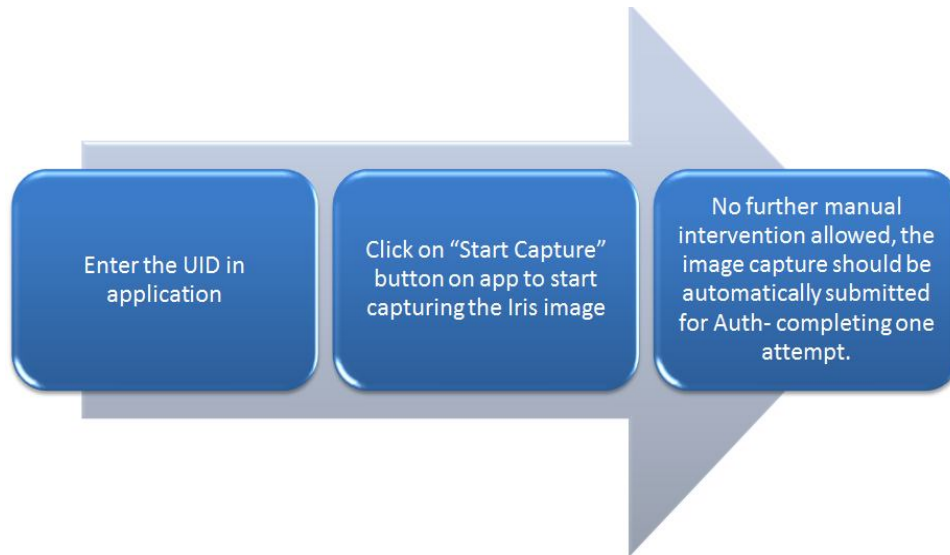 Enter the UID in
application
Click on “Start Capture”
button on app to start
capturing the Iris image
No further manual
intervention allowed, the
image capture should be
automatically submitted
for Auth- completing one
attempt.